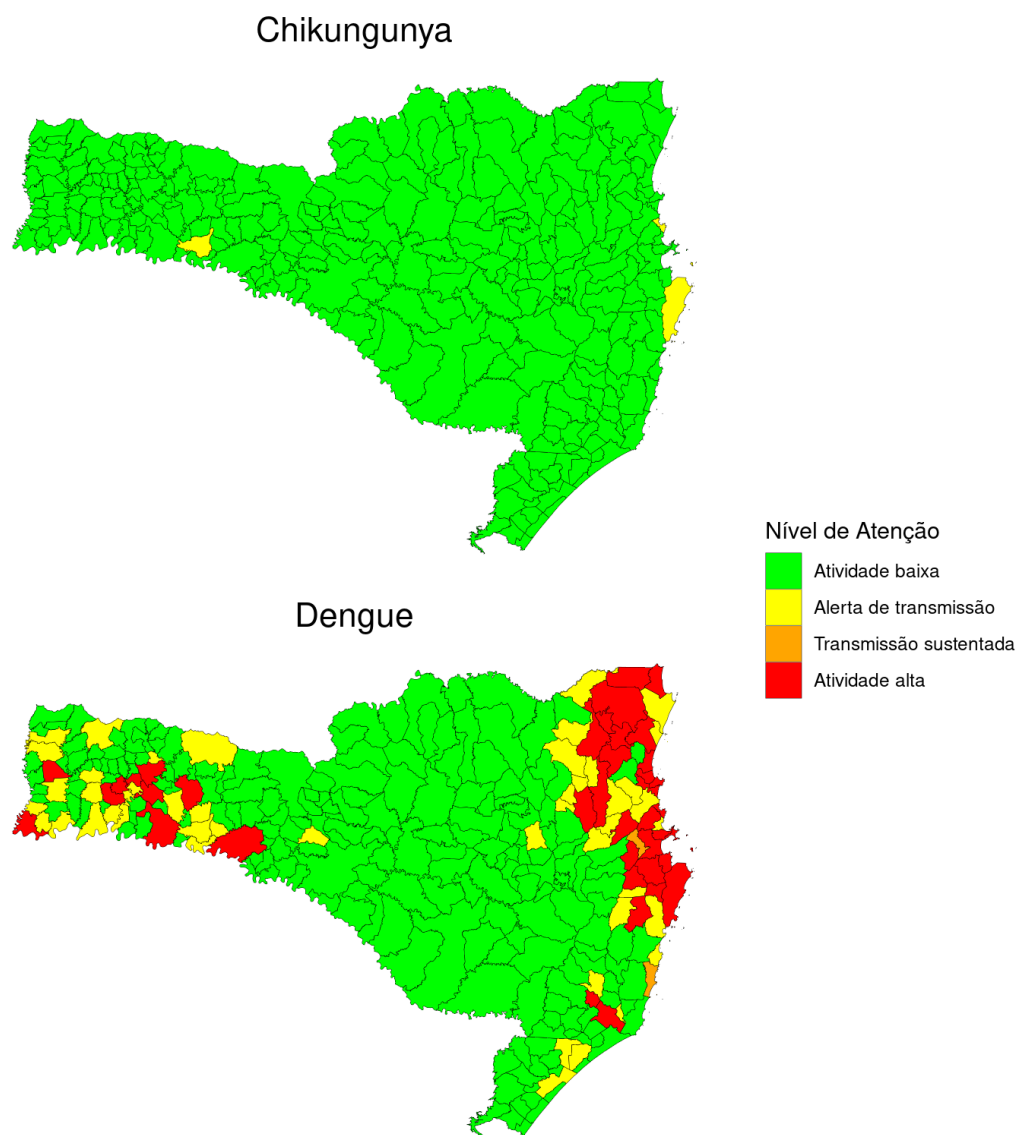 Chikungunya
Nível de Atenção
Atividade baixa
Alerta de transmissão
Transmissão sustentada
Atividade alta
Dengue